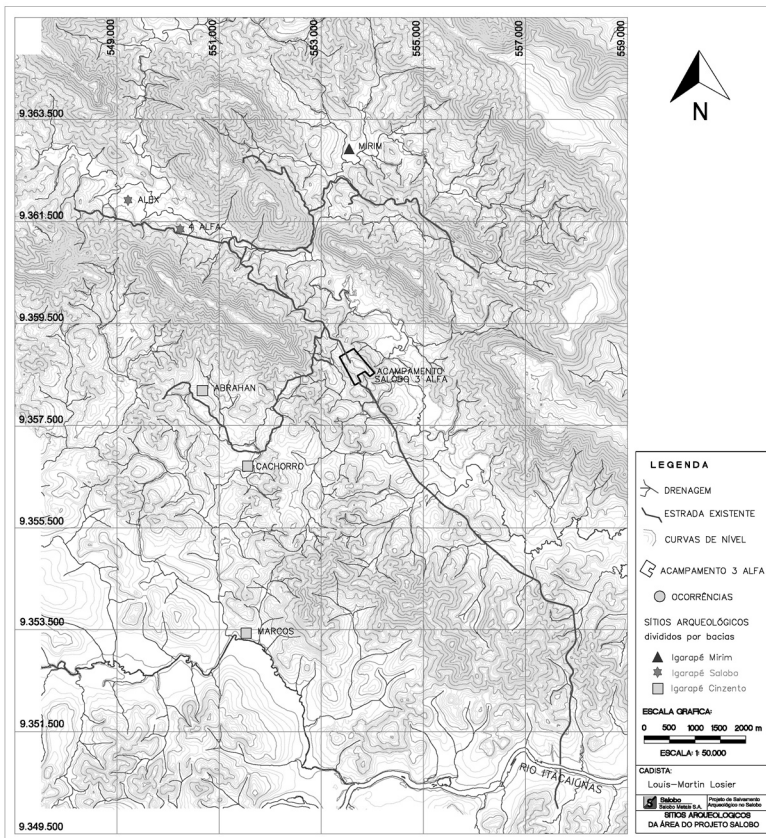 549.000
551.000
553.000
555.000
557.000
559.000
9.363.500
9.361.500
9.359.500
9.357.500
9.355.500
9.353.500
9.351.500
9.349.500
MIRIM
ALEX
4 ALFA
ACAMPAMENTO
SALOBO 3 ALFA
ABRAHAN
CACHORRO
MARCOS
RIO ITACAIUNAS
N
LEGENDA
DRENAGEM
ESTRADA EXISTENTE
CURVAS DE NÍVEL
ACAMPAMENTO 3 ALFA
OCORRÊNCIAS
SÍTIOS ARQUEOLÓGICOS
divididos por bacias
Igarapé Mirim
Igarapé Salobo
Igarapé Cinzento
ESCALA GRAFICA:
0 500 1000 1500 2000 m
ESCALA: 1: 50.000
CADISTA:
Louis-Martin Losier
Salobo
Salobo Metais S.A.
Projeto de Salvamento
Arqueológico no Salobo
SITIOS ARQUEOLOGICOS
DA ÁREA DO PROJETO SALOBO